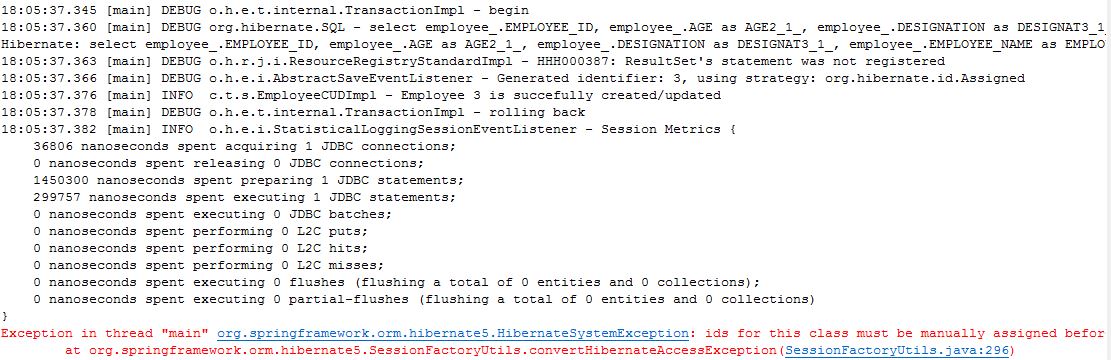 18:05:37.345 [main] DEBUG o.h.e.t.internal.TransactionImpl - begin
18:05:37.360 [main] DEBUG org.hibernate.SQL - select employee_.EMPLOYEE_ID, employee_.AGE as AGE2_1_, employee_.DESIGNATION as DESIGNAT3_1
Hibernate: select employee_.EMPLOYEE_ID, employee_.AGE as AGE2_1_, employee_.DESIGNATION as DESIGNAT3_1_, employee_.EMPLOYEE_NAME as EMPLO
18:05:37.363 [main] DEBUG o.h.r.j.i.ResourceRegistryStandardImpl - HHH000387: ResultSet's statement was not registered
18:05:37.366 [main] DEBUG o.h.e.i.AbstractSaveEventListener - Generated identifier: 3, using strategy: org.hibernate.id.Assigned
18:05:37.376 [main] INFO  c.t.s.EmployeeCUDImpl - Employee 3 is succefully created/updated
18:05:37.378 [main] DEBUG o.h.e.t.internal.TransactionImpl - rolling back
18:05:37.382 [main] INFO  o.h.e.i.StatisticalLoggingSessionEventListener - Session Metrics {
    36806 nanoseconds spent acquiring 1 JDBC connections;
    0 nanoseconds spent releasing 0 JDBC connections;
    1450300 nanoseconds spent preparing 1 JDBC statements;
    299757 nanoseconds spent executing 1 JDBC statements;
    0 nanoseconds spent executing 0 JDBC batches;
    0 nanoseconds spent performing 0 L2C puts;
    0 nanoseconds spent performing 0 L2C hits;
    0 nanoseconds spent performing 0 L2C misses;
    0 nanoseconds spent executing 0 flushes (flushing a total of 0 entities and 0 collections);
    0 nanoseconds spent executing 0 partial-flushes (flushing a total of 0 entities and 0 collections)
}
Exception in thread "main" org.springframework.orm.hibernate5.HibernateSystemException: ids for this class must be manually assigned befor
        at org.springframework.orm.hibernate5.SessionFactoryUtils.convertHibernateAccessException(SessionFactoryUtils.java:296)